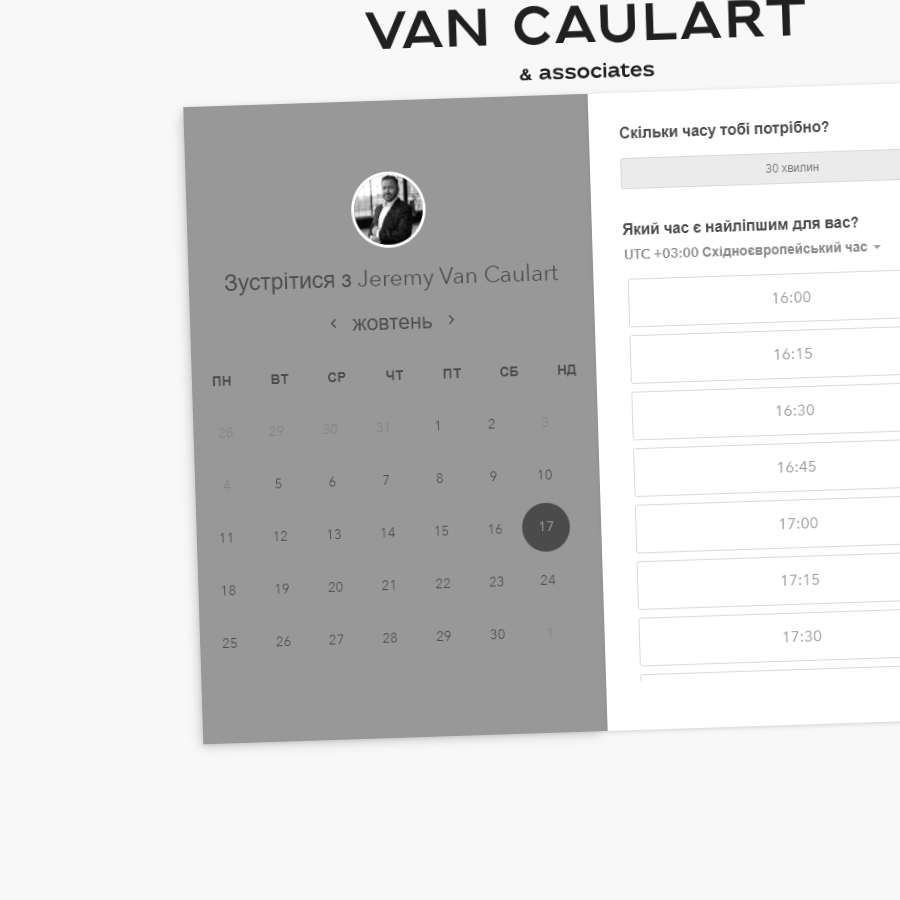 VAN CAULART
& associates
Зустрітися з Jeremy Van Caulart
жовтень
ПН ВТ СР ЧТ ПТ СБ НД
28 29 30 31 1 2 3
4 5 6 7 8 9 10
11 12 13 14 15 16 17
18 19 20 21 22 23 24
25 26 27 28 29 30 1
Скільки часу тобі потрібно?
30 хвилин
Який час є найліпшим для вас?
UTC +03:00 Східноєвропейський час
16:00
16:15
16:30
16:45
17:00
17:15
17:30